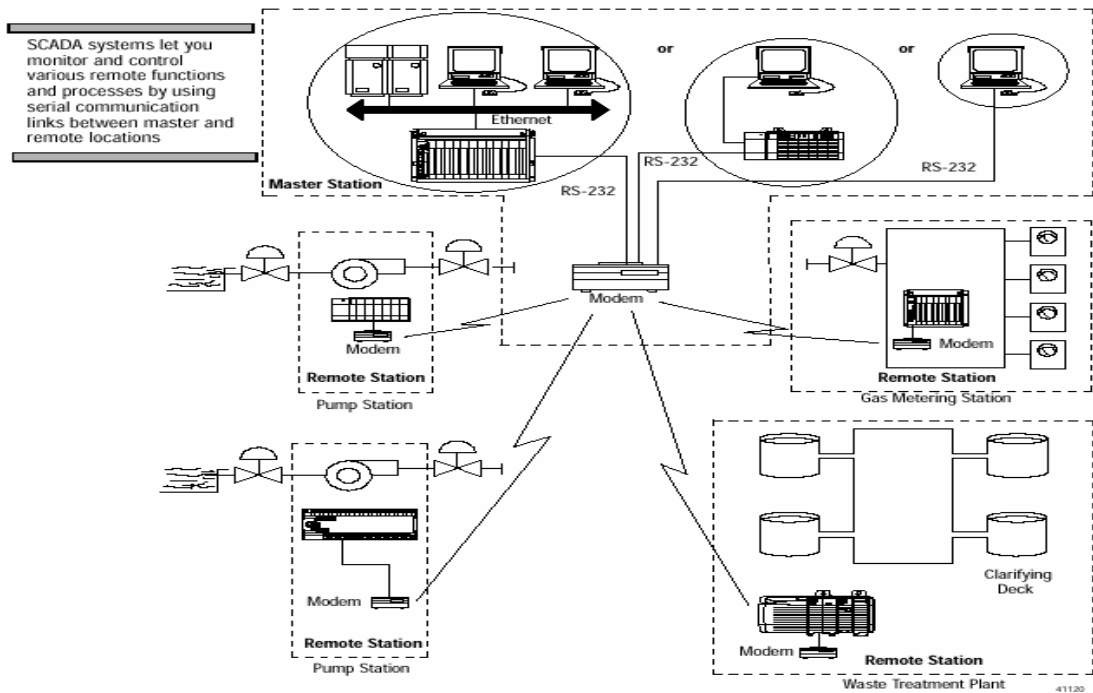 SCADA systems let you
monitor and control
various remote functions
and processes by using
serial communication
links between master and
remote locations
or
or
Ethernet
Master Station
RS-232
RS-232
RS-232
Modem
Modem
Remote Station
Pump Station
Modem
Remote Station
Gas Metering Station
Modem
Remote Station
Pump Station
Clarifying
Deck
Modem
Remote Station
Waste Treatment Plant
41120